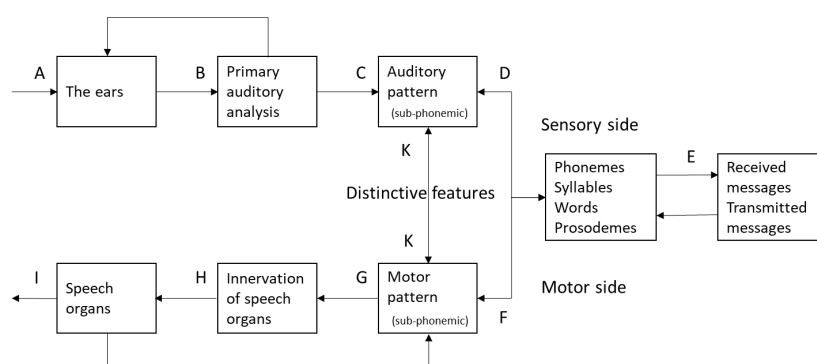 A
The ears
B
Primary
auditory
analysis
C
Auditory
pattern
(sub-phonemic)
D
K
Sensory side
Distinctive features
Phonemes
Syllables
Words
Prosodemes
E
Received
messages
Transmitted
messages
K
I
Speech
organs
H
Innervation
of speech
organs
G
Motor
pattern
(sub-phonemic)
F
Motor side